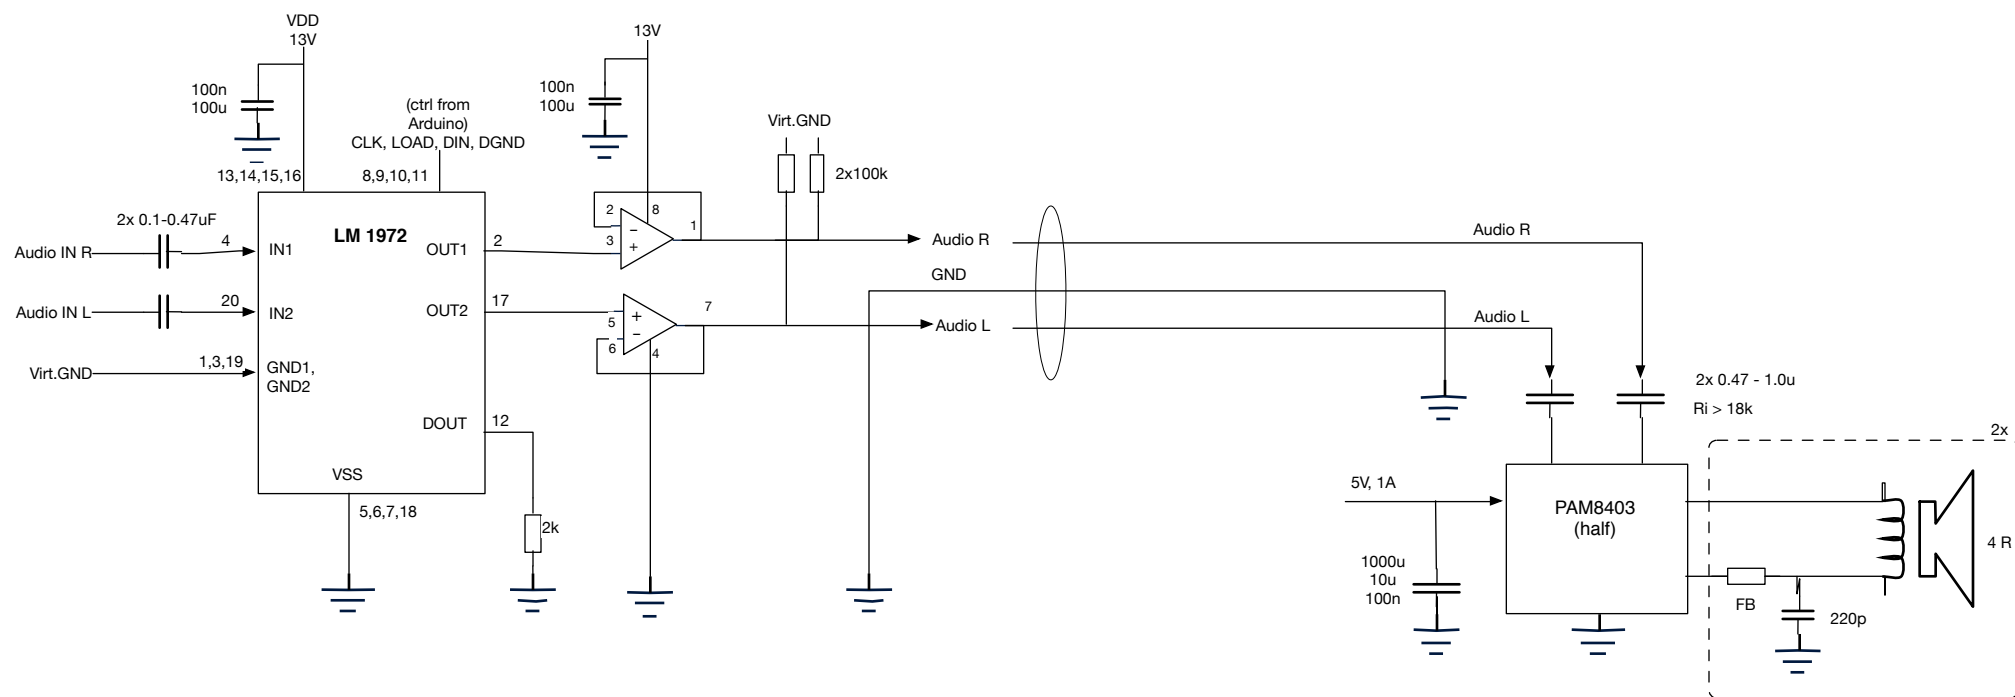 VDD
13V
13V
100n
100u
100n
100u
(ctrl from
Arduino)
CLK, LOAD, DIN, DGND
Virt.GND
13,14,15,16
8,9,10,11
2x100k
2x 0.1-0.47uF
LM 1972
2
8
1
3
−
+
Audio IN R
4
IN1
OUT1
2
Audio R
Audio R
GND
Audio IN L
20
IN2
OUT2
17
5
+
−
7
6
4
Audio L
Audio L
Virt.GND
1,3,19
GND1,
GND2
2x 0.47 - 1.0u
Ri > 18k
DOUT
12
2x
VSS
5,6,7,18
2k
5V, 1A
PAM8403
(half)
4 R
1000u
10u
100n
FB
220p